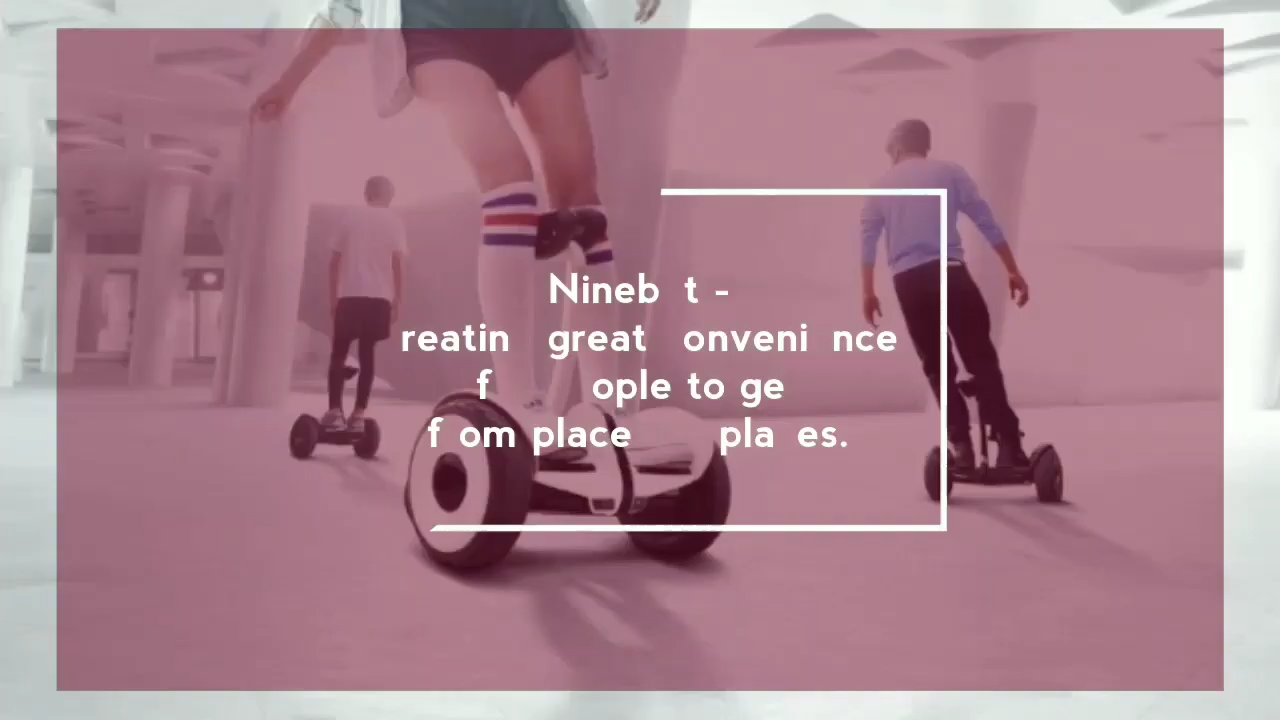 Nineb t -
reatin great onveni nce
f ople to ge
f om place pla es.